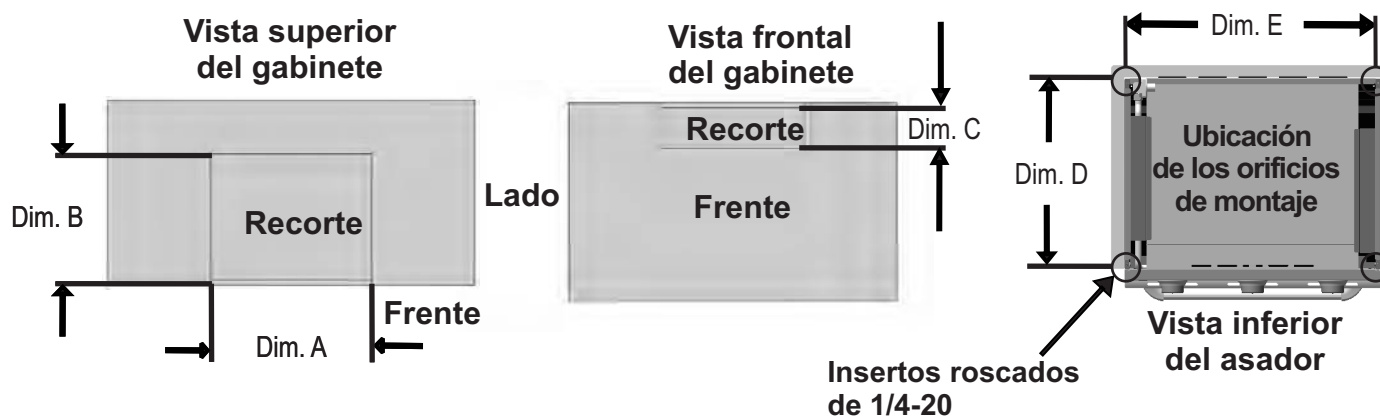 Vista superior
del gabinete
Dim. B
Recorte
Dim. A
Frente
Lado
Vista frontal
del gabinete
Recorte
Dim. C
Frente
Dim. E
Dim. D
Ubicación
de los orificios
de montaje
Vista inferior
del asador
Insertos roscados
de 1/4-20